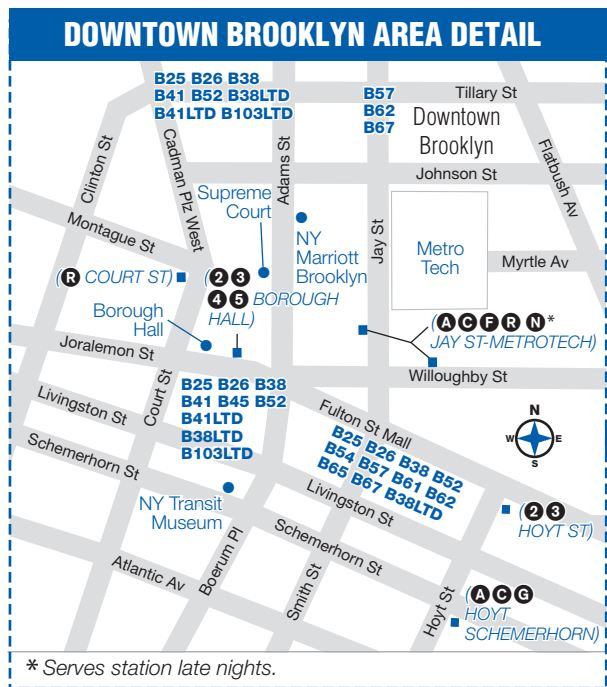 DOWNTOWN BROOKLYN AREA DETAIL
B25 B26 B38
B41 B52 B38LTD
B41LTD B103LTD
B57
B62
B67
Tillary St
Downtown
Brooklyn
Clinton St
Cadman Plz West
Adams St
Flatbush Av
Johnson St
Supreme
Court
Montague St
NY
Marriott
Brooklyn
Jay St
Metro
Tech
Myrtle Av
(R COURT ST)
(2 3
4 5 BOROUGH
HALL)
Borough
Hall
(A C F R N*
JAY ST-METROTECH)
Joralemon St
Willoughby St
Court St
B25 B26 B38
B41 B45 B52
B41LTD
B38LTD
B103LTD
Livingston St
Fulton St Mall
B25 B26 B38 B52
B54 B57 B61 B62
B65 B67 B38LTD
N
W
E
S
Schemerhorn St
NY Transit
Museum
Livingston St
(2 3
HOYT ST)
Schemerhorn St
Atlantic Av
Boerum Pl
Smith St
Hoyt St
(A C G
HOYT
SCHEMERHORN)
* Serves station late nights.